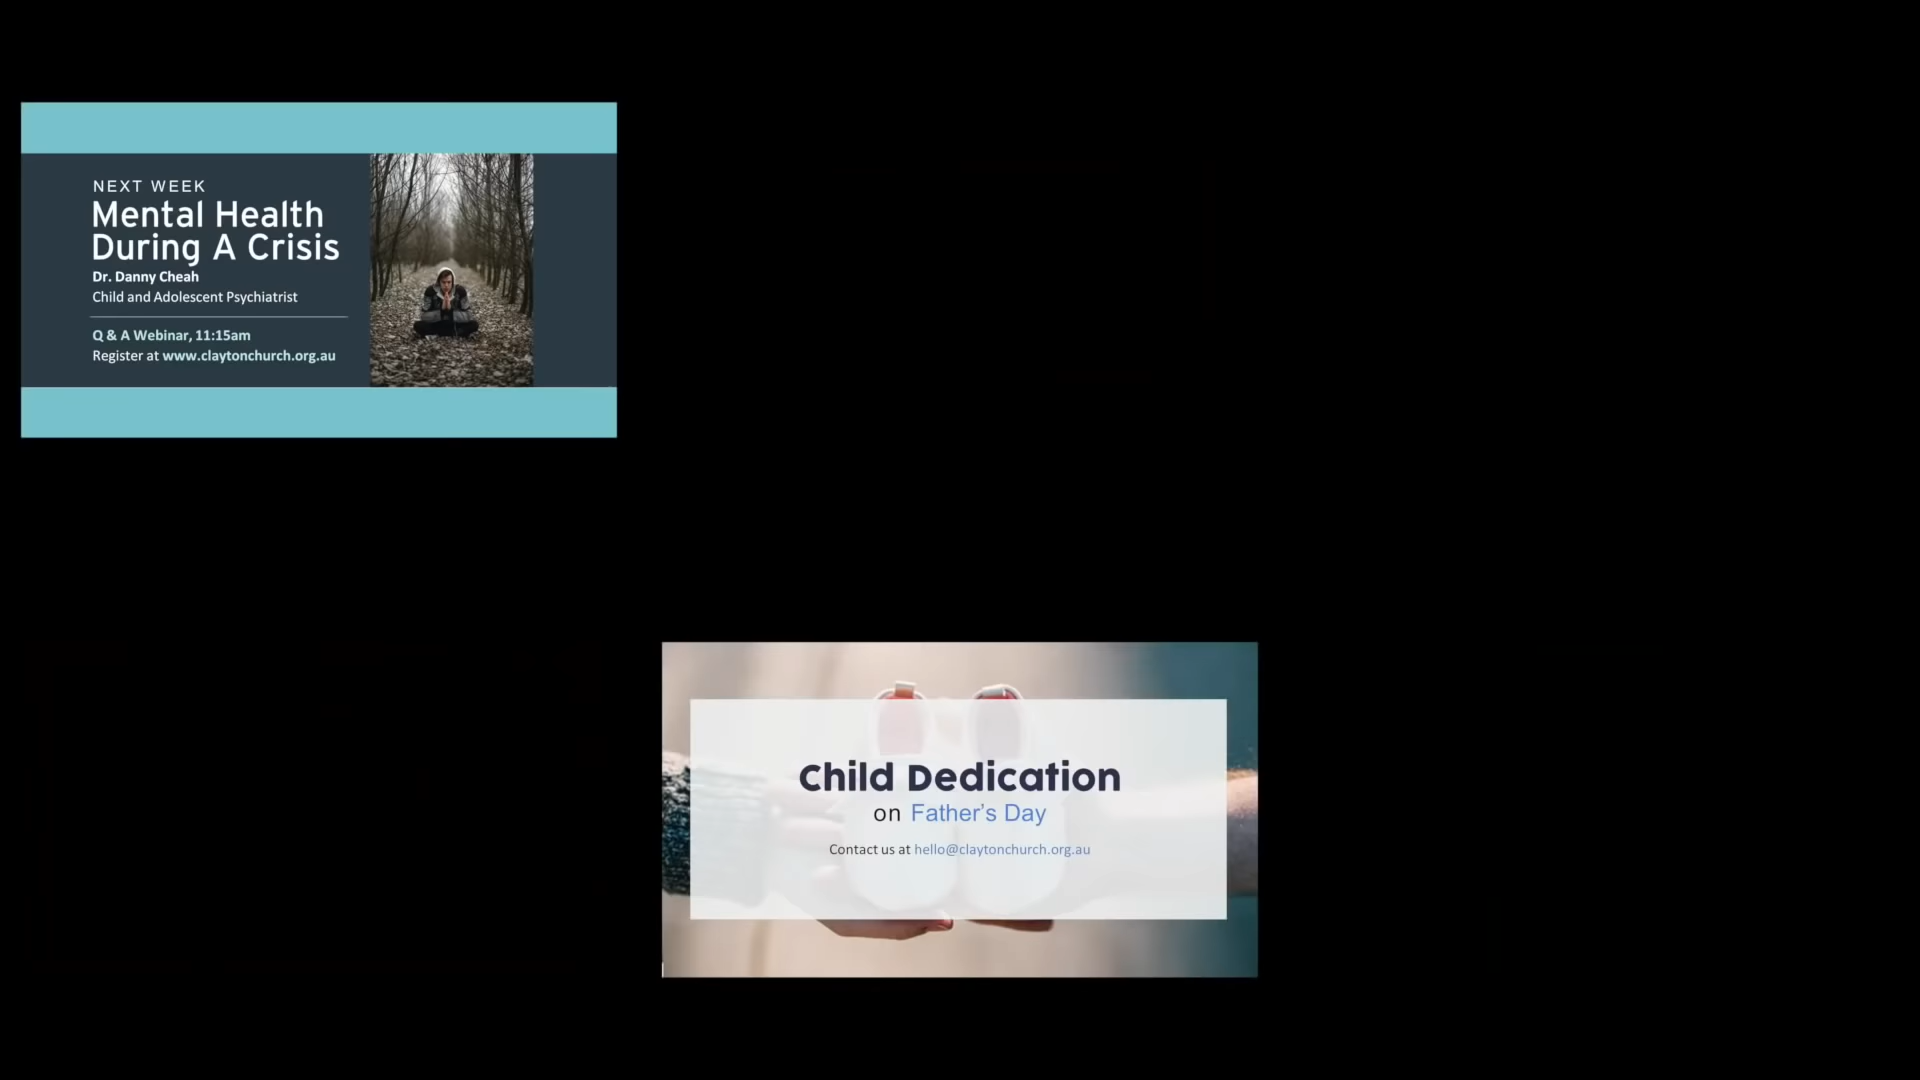 NEXT WEEK
Mental Health
During A Crisis
Dr. Danny Cheah
Child and Adolescent Psychiatrist
Q & A Webinar, 11:15am
Register at www.claytonchurch.org.au
Child Dedication
on Father's Day
Contact us at hello@claytonchurch.org.au